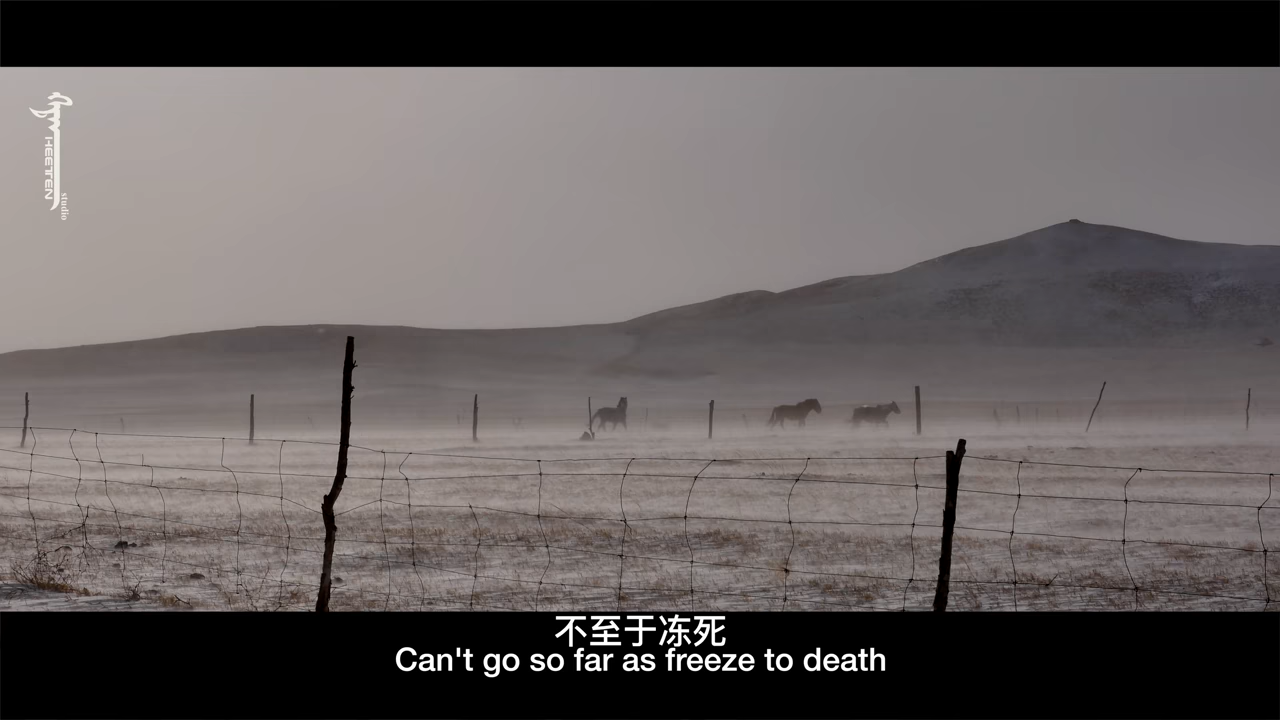 HEETEN
studio
不至于冻死
Can't go so far as freeze to death